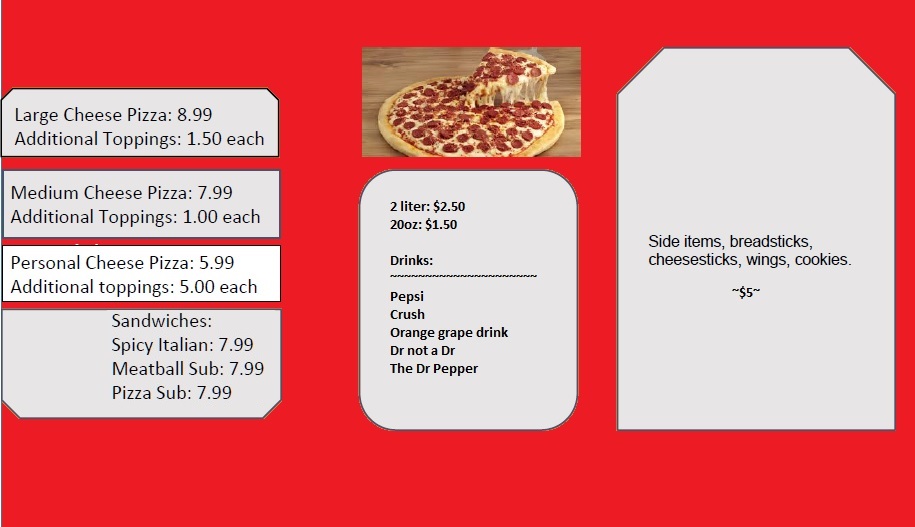 Large Cheese Pizza: 8.99
Additional Toppings: 1.50 each
Medium Cheese Pizza: 7.99
Additional Toppings: 1.00 each
Personal Cheese Pizza: 5.99
Additional toppings: 5.00 each
Sandwiches:
Spicy Italian: 7.99
Meatball Sub: 7.99
Pizza Sub: 7.99
2 liter: $2.50
20oz: $1.50
Drinks:
~~~~~~~~~~~~~~~~~~~~~
Pepsi
Crush
Orange grape drink
Dr not a Dr
The Dr Pepper
Side items, breadsticks,
cheesesticks, wings, cookies.
~$5~